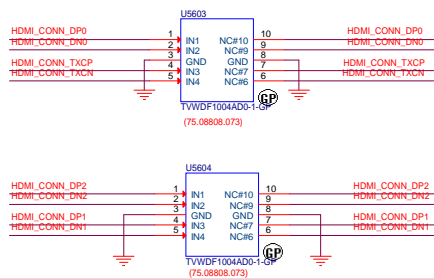 U5603
HDMI_CONN_DP0 1 IN1 NC#10 10 HDMI_CONN_DP0
HDMI_CONN_DN0 2 IN2 NC#9 9 HDMI_CONN_DN0
3 GND GND 8
HDMI_CONN_TXCP 4 IN3 NC#7 7 HDMI_CONN_TXCP
HDMI_CONN_TXCN 5 IN4 NC#6 6 HDMI_CONN_TXCN
GP
TVWDF1004AD0-1-GP
(75.08808.073)
U5604
HDMI_CONN_DP2 1 IN1 NC#10 10 HDMI_CONN_DP2
HDMI_CONN_DN2 2 IN2 NC#9 9 HDMI_CONN_DN2
3 GND GND 8
HDMI_CONN_DP1 4 IN3 NC#7 7 HDMI_CONN_DP1
HDMI_CONN_DN1 5 IN4 NC#6 6 HDMI_CONN_DN1
GP
TVWDF1004AD0-1-GP
(75.08808.073)